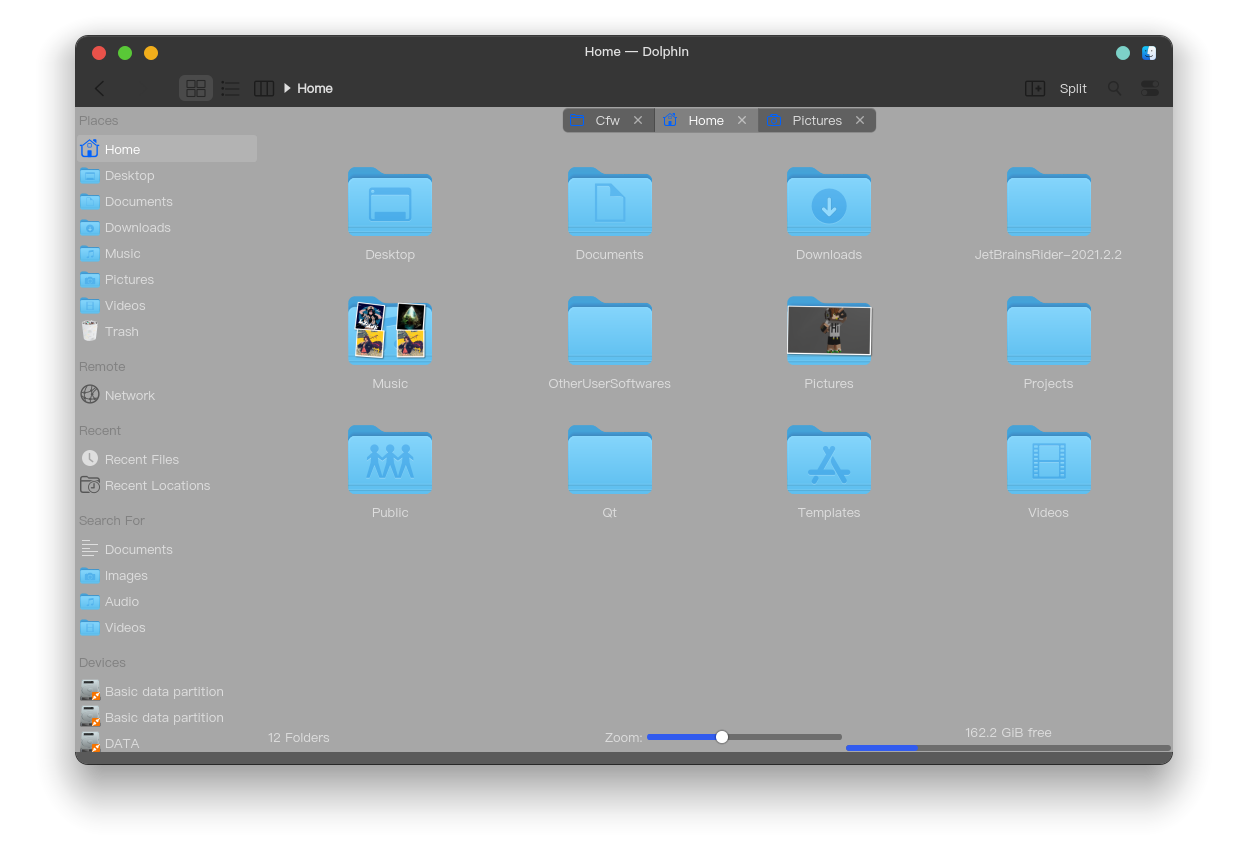 Home — Dolphin
Home
Split
Places
Home
Desktop
Documents
Downloads
Music
Pictures
Videos
Trash
Remote
Network
Recent
Recent Files
Recent Locations
Search For
Documents
Images
Audio
Videos
Devices
Basic data partition
Basic data partition
DATA
Cfw
Home
Pictures
Desktop
Documents
Downloads
JetBrainsRider-2021.2.2
Music
OtherUserSoftwares
Pictures
Hi
Projects
Public
Qt
Templates
Videos
12 Folders
Zoom:
162.2 GiB free